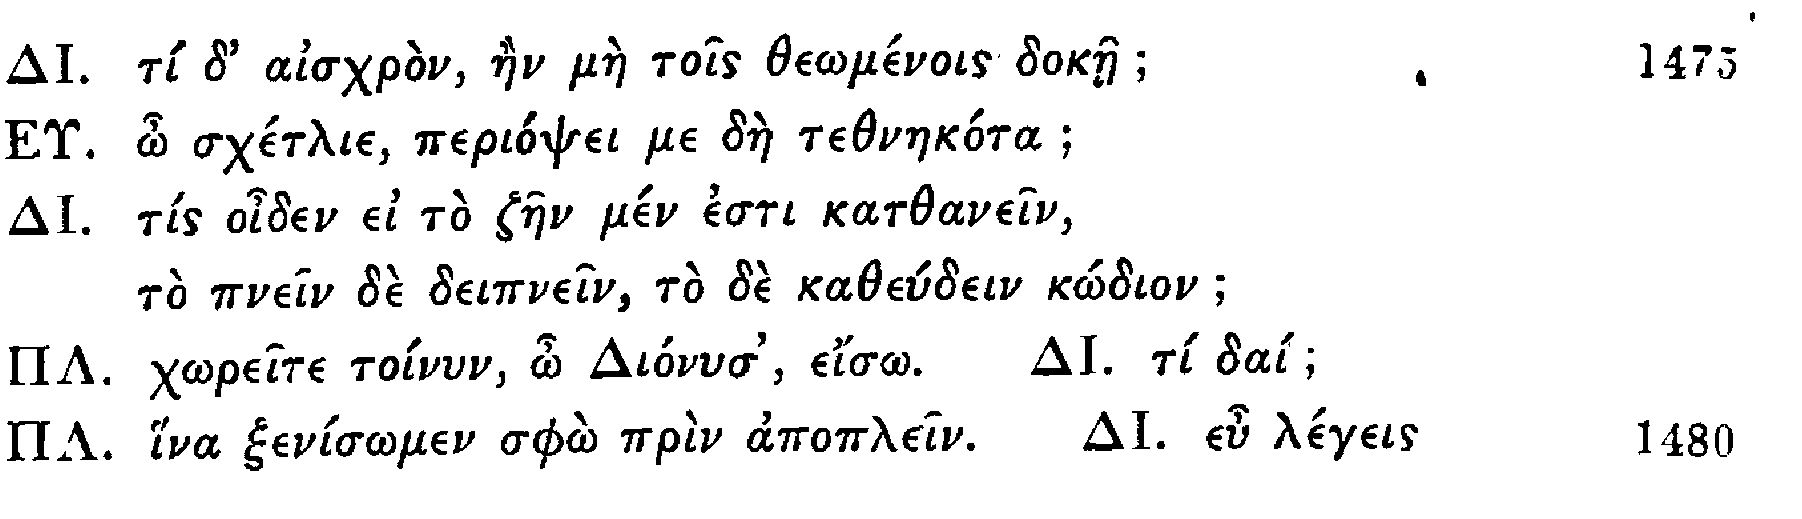 ΔΙ. τί δ’ αἰσχρὸν, ἢν μὴ τοῖς θεωμένοις δοκῇ; 1475
ΕΥ. ὦ σχέτλιε, περιόψει με δὴ τεθνηκότα;
ΔΙ. τίς οἶδεν εἰ τὸ ζῆν μέν ἐστι κατθανεῖν,
τὸ πνεῖν δὲ δειπνεῖν, τὸ δὲ καθεύδειν κώδιον;
ΠΛ. χωρεῖτε τοίνυν, ὦ Διόνυσ’, εἴσω. ΔΙ. τί δαί;
ΠΛ. ἵνα ξενίσωμεν σφὼ πρὶν ἀποπλεῖν. ΔΙ. εὖ λέγεις 1480